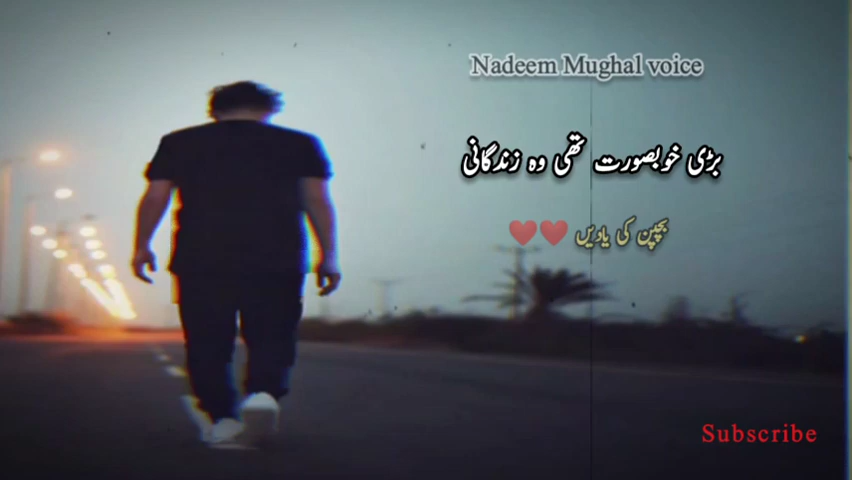 Nadeem Mughal voice
بڑی خوبصورت تھی وہ زندگانی
بچپن کی یادیں ❤️❤️
Subscribe